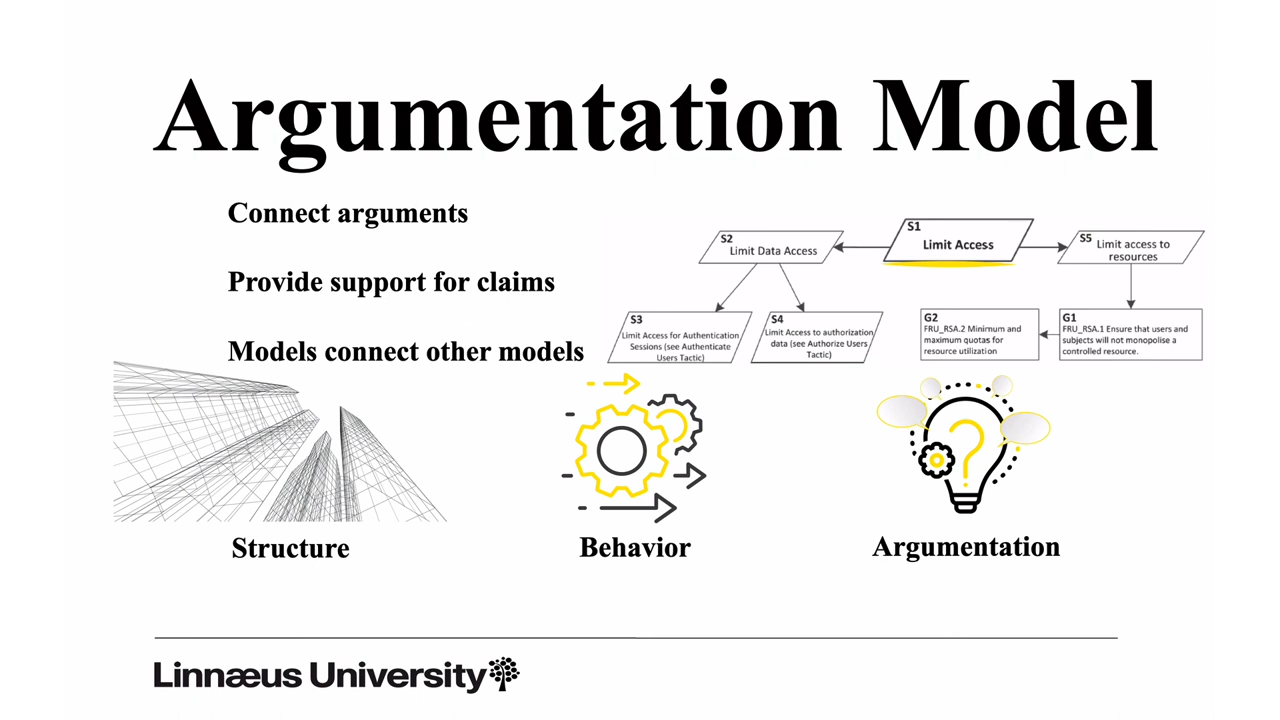 Argumentation Model
Connect arguments
Provide support for claims
Models connect other models
S1
Limit Access
S2
Limit Data Access
S5
Limit access to
resources
S3
Limit Access for Authentication
Sessions (see Authenticate
Users Tactic)
S4
Limit Access to authorization
data (see Authorize Users
Tactic)
G2
FRU_RSA.2 Minimum and
maximum quotas for
resource utilization
G1
FRU_RSA.1 Ensure that users and
subjects will not monopolise a
controlled resource.
?
Structure
Behavior
Argumentation
Linnæus University